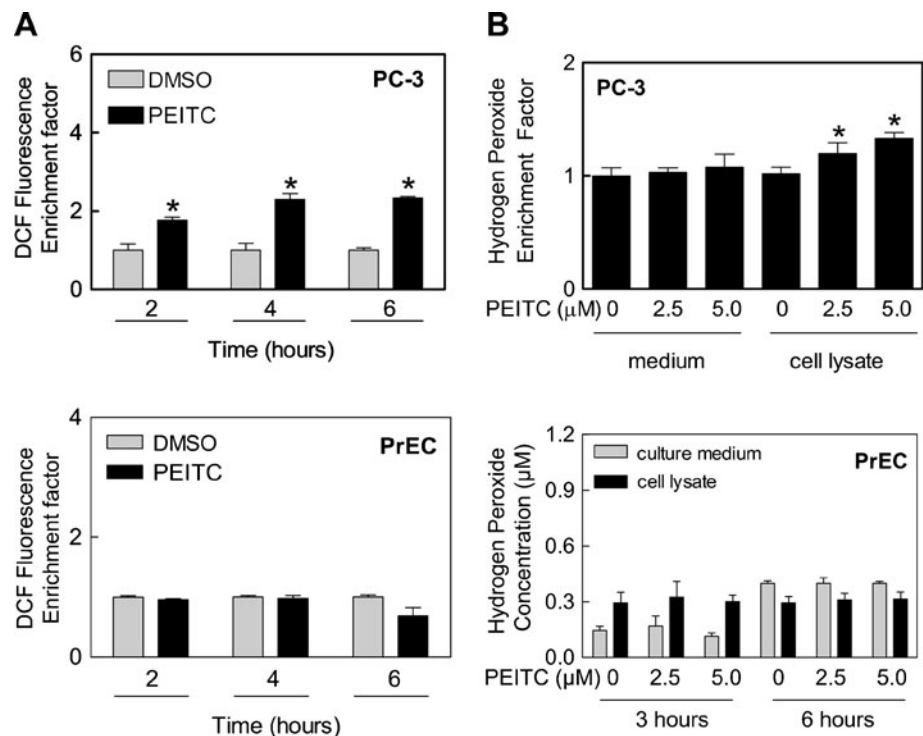 A
DCF Fluorescence
Enrichment factor
6
4
2
0
DMSO
PEITC
PC-3
*
*
*
2
4
6
Time (hours)
B
Hydrogen Peroxide
Enrichment Factor
2
1
0
PC-3
*
*
PEITC (μM) 0 2.5 5.0 0 2.5 5.0
medium
cell lysate
DCF Fluorescence
Enrichment factor
4
2
0
DMSO
PEITC
PrEC
2
4
6
Time (hours)
Hydrogen Peroxide
Concentration (μM)
1.2
0.9
0.6
0.3
0.0
culture medium
cell lysate
PrEC
PEITC (μM) 0 2.5 5.0 0 2.5 5.0
3 hours
6 hours